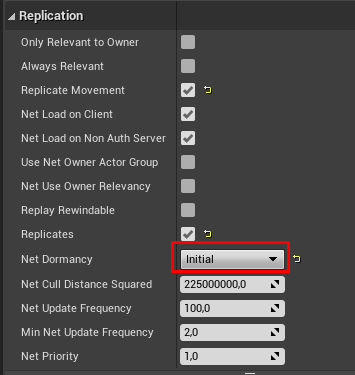 Replication
Only Relevant to Owner
Always Relevant
Replicate Movement
Net Load on Client
Net Load on Non Auth Server
Use Net Owner Actor Group
Net Use Owner Relevancy
Replay Rewindable
Replicates
Net Dormancy Initial
Net Cull Distance Squared 225000000,0
Net Update Frequency 100,0
Min Net Update Frequency 2,0
Net Priority 1,0